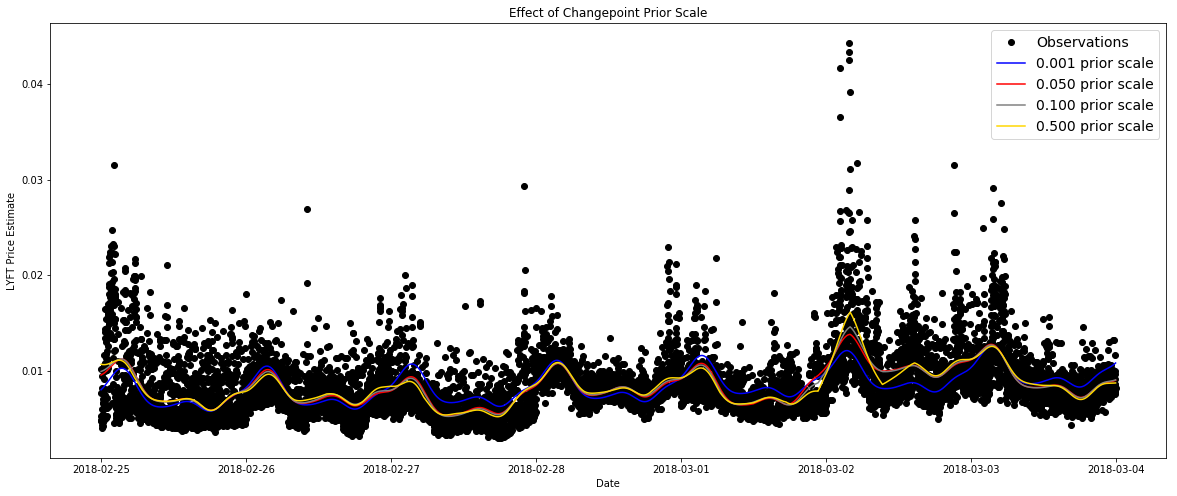 Effect of Changepoint Prior Scale
Observations
0.001 prior scale
0.050 prior scale
0.100 prior scale
0.500 prior scale
LYFT Price Estimate
0.04
0.03
0.02
0.01
2018-02-25
2018-02-26
2018-02-27
2018-02-28
2018-03-01
2018-03-02
2018-03-03
2018-03-04
Date